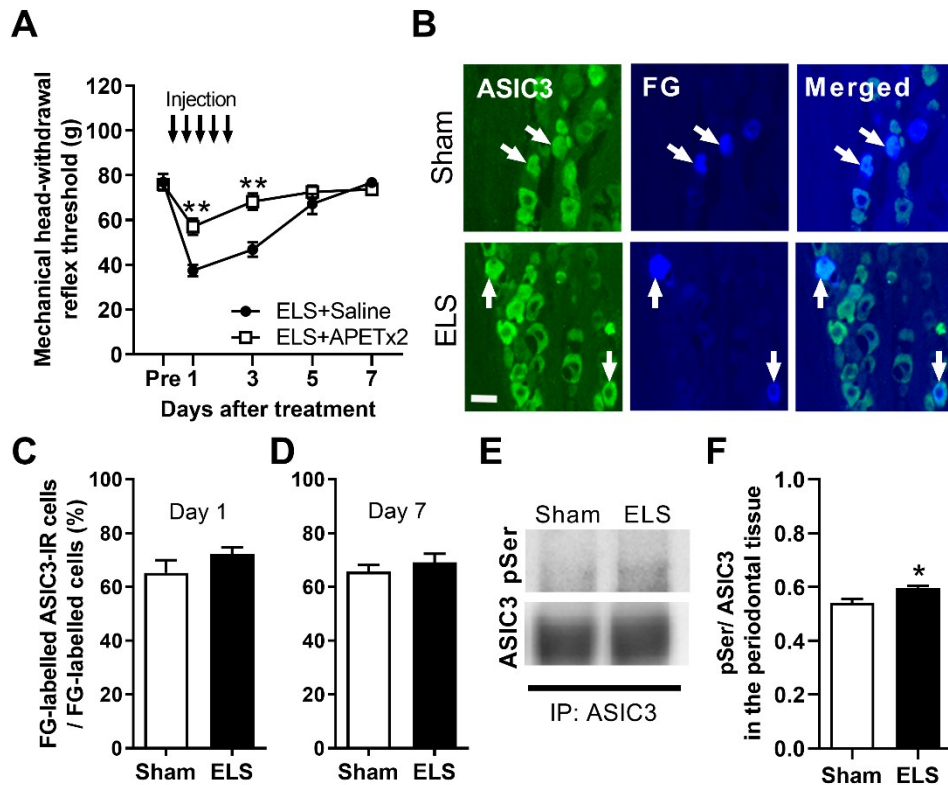 A
Mechanical head-withdrawal
reflex threshold (g)
120
100
80
60
40
20
0
Injection
**
**
ELS+Saline
ELS+APETx2
Pre 1 3 5 7
Days after treatment
B
ASIC3 FG Merged
Sham
ELS
C
FG-labelled ASIC3-IR cells
/ FG-labelled cells (%)
100
80
60
40
20
0
Day 1
Sham ELS
D
100
80
60
40
20
0
Day 7
Sham ELS
E
Sham ELS
pSer
ASIC3
IP: ASIC3
F
pSer/ ASIC3
in the periodontal tissue
1.0
0.8
0.6
0.4
0.2
0.0
*
Sham ELS